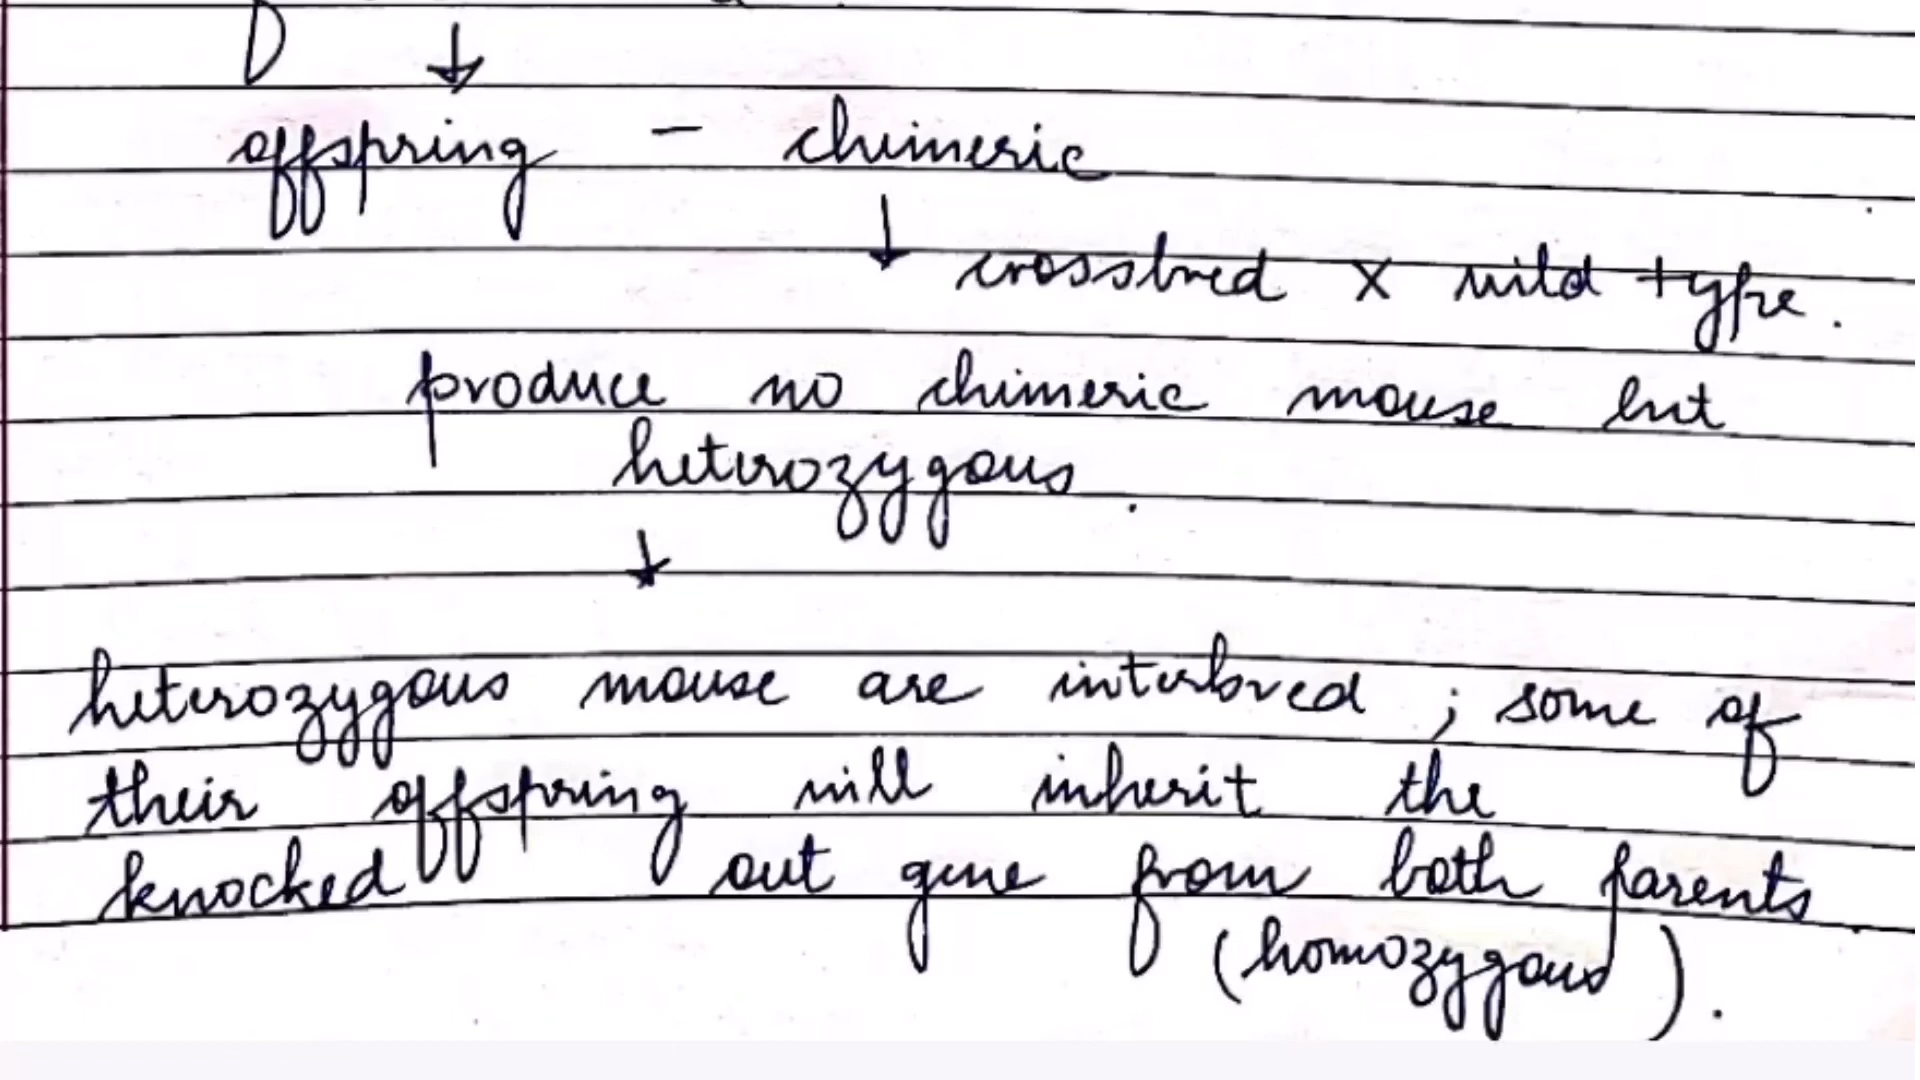 offspring - chimeric
crossbred x wild type.
produce no chimeric mouse but
heterozygous.
heterozygous mouse are interbred ; some of
their offspring will inherit the
knocked out gene from both parents
(homozygous).